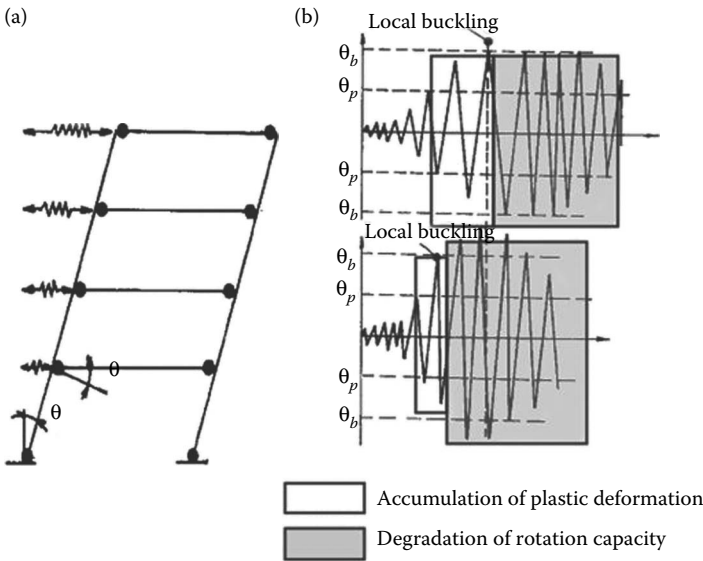 (a)
θ
θ
(b)
Local buckling
θb
θp
θp
θb
Local buckling
θb
θp
θp
θb
Accumulation of plastic deformation
Degradation of rotation capacity